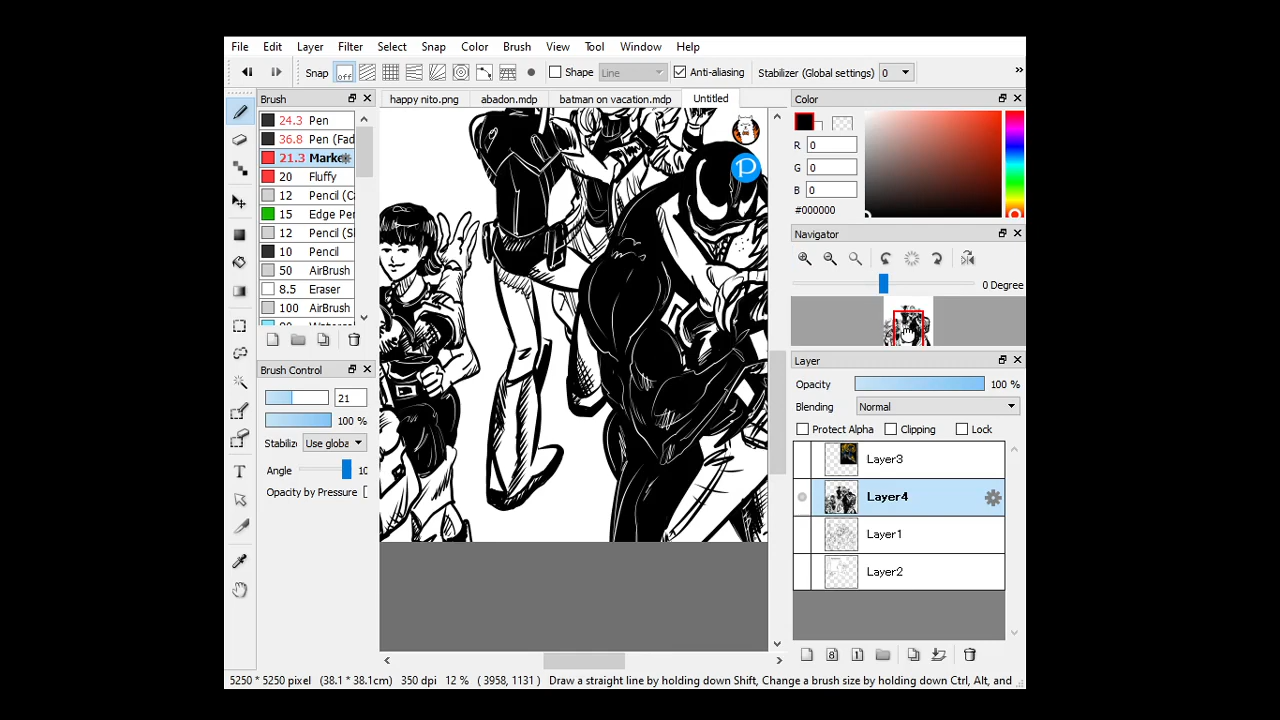 File Edit Layer Filter Select Snap Color Brush View Tool Window Help
Snap off Shape Line Anti-aliasing Stabilizer (Global settings) 0 »
Brush
happy nito.png abadon.mdp batman on vacation.mdp Untitled
24.3 Pen
36.8 Pen (Fad
21.3 Marke
20 Fluffy
12 Pencil (C
15 Edge Pe
12 Pencil (S
10 Pencil
50 AirBrush
8.5 Eraser
100 AirBrush
Brush Control
21
100 %
Stabiliz Use globa
Angle 10
Opacity by Pressure
Color
R 0
G 0
B 0
#000000
Navigator
0 Degree
Layer
Opacity 100 %
Blending Normal
Protect Alpha Clipping Lock
Layer3
Layer4
Layer1
Layer2
8 1
5250 * 5250 pixel (38.1 * 38.1cm) 350 dpi 12 % ( 3958, 1131 ) Draw a straight line by holding down Shift, Change a brush size by holding down Ctrl, Alt, and